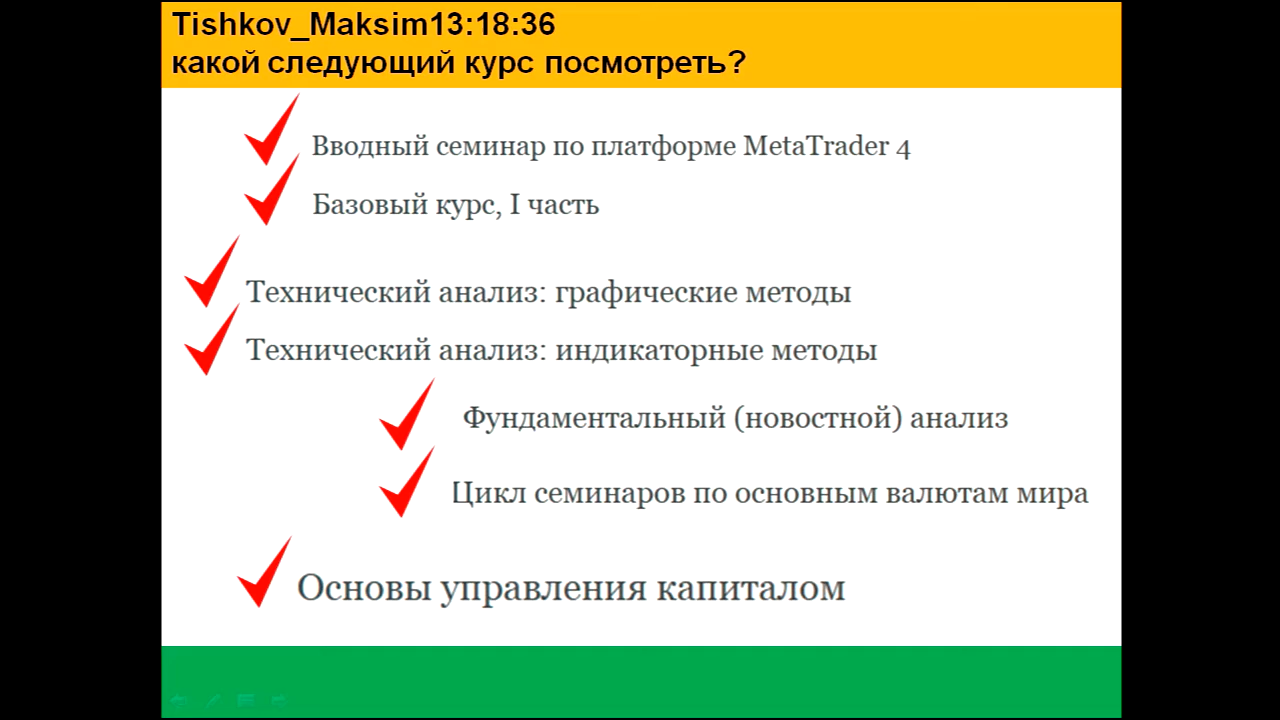 Tishkov_Maksim13:18:36
какой следующий курс посмотреть?
Вводный семинар по платформе MetaTrader 4
Базовый курс, I часть
Технический анализ: графические методы
Технический анализ: индикаторные методы
Фундаментальный (новостной) анализ
Цикл семинаров по основным валютам мира
Основы управления капиталом